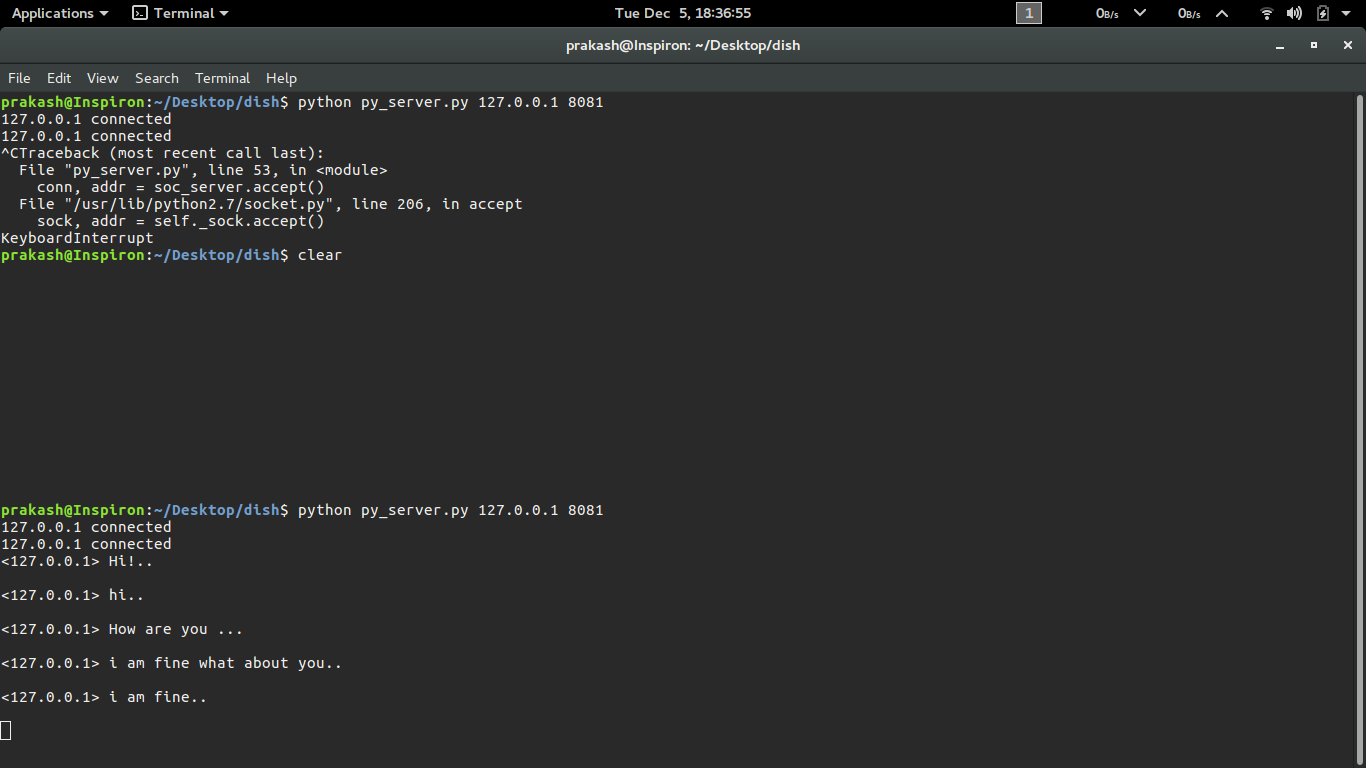 Applications Terminal Tue Dec 5, 18:36:55 1 0B/s 0B/s
prakash@Inspiron: ~/Desktop/dish
File Edit View Search Terminal Help
prakash@Inspiron:~/Desktop/dish$ python py_server.py 127.0.0.1 8081
127.0.0.1 connected
127.0.0.1 connected
^CTraceback (most recent call last):
  File "py_server.py", line 53, in <module>
    conn, addr = soc_server.accept()
  File "/usr/lib/python2.7/socket.py", line 206, in accept
    sock, addr = self._sock.accept()
KeyboardInterrupt
prakash@Inspiron:~/Desktop/dish$ clear
prakash@Inspiron:~/Desktop/dish$ python py_server.py 127.0.0.1 8081
127.0.0.1 connected
127.0.0.1 connected
<127.0.0.1> Hi!..
<127.0.0.1> hi..
<127.0.0.1> How are you ...
<127.0.0.1> i am fine what about you..
<127.0.0.1> i am fine..